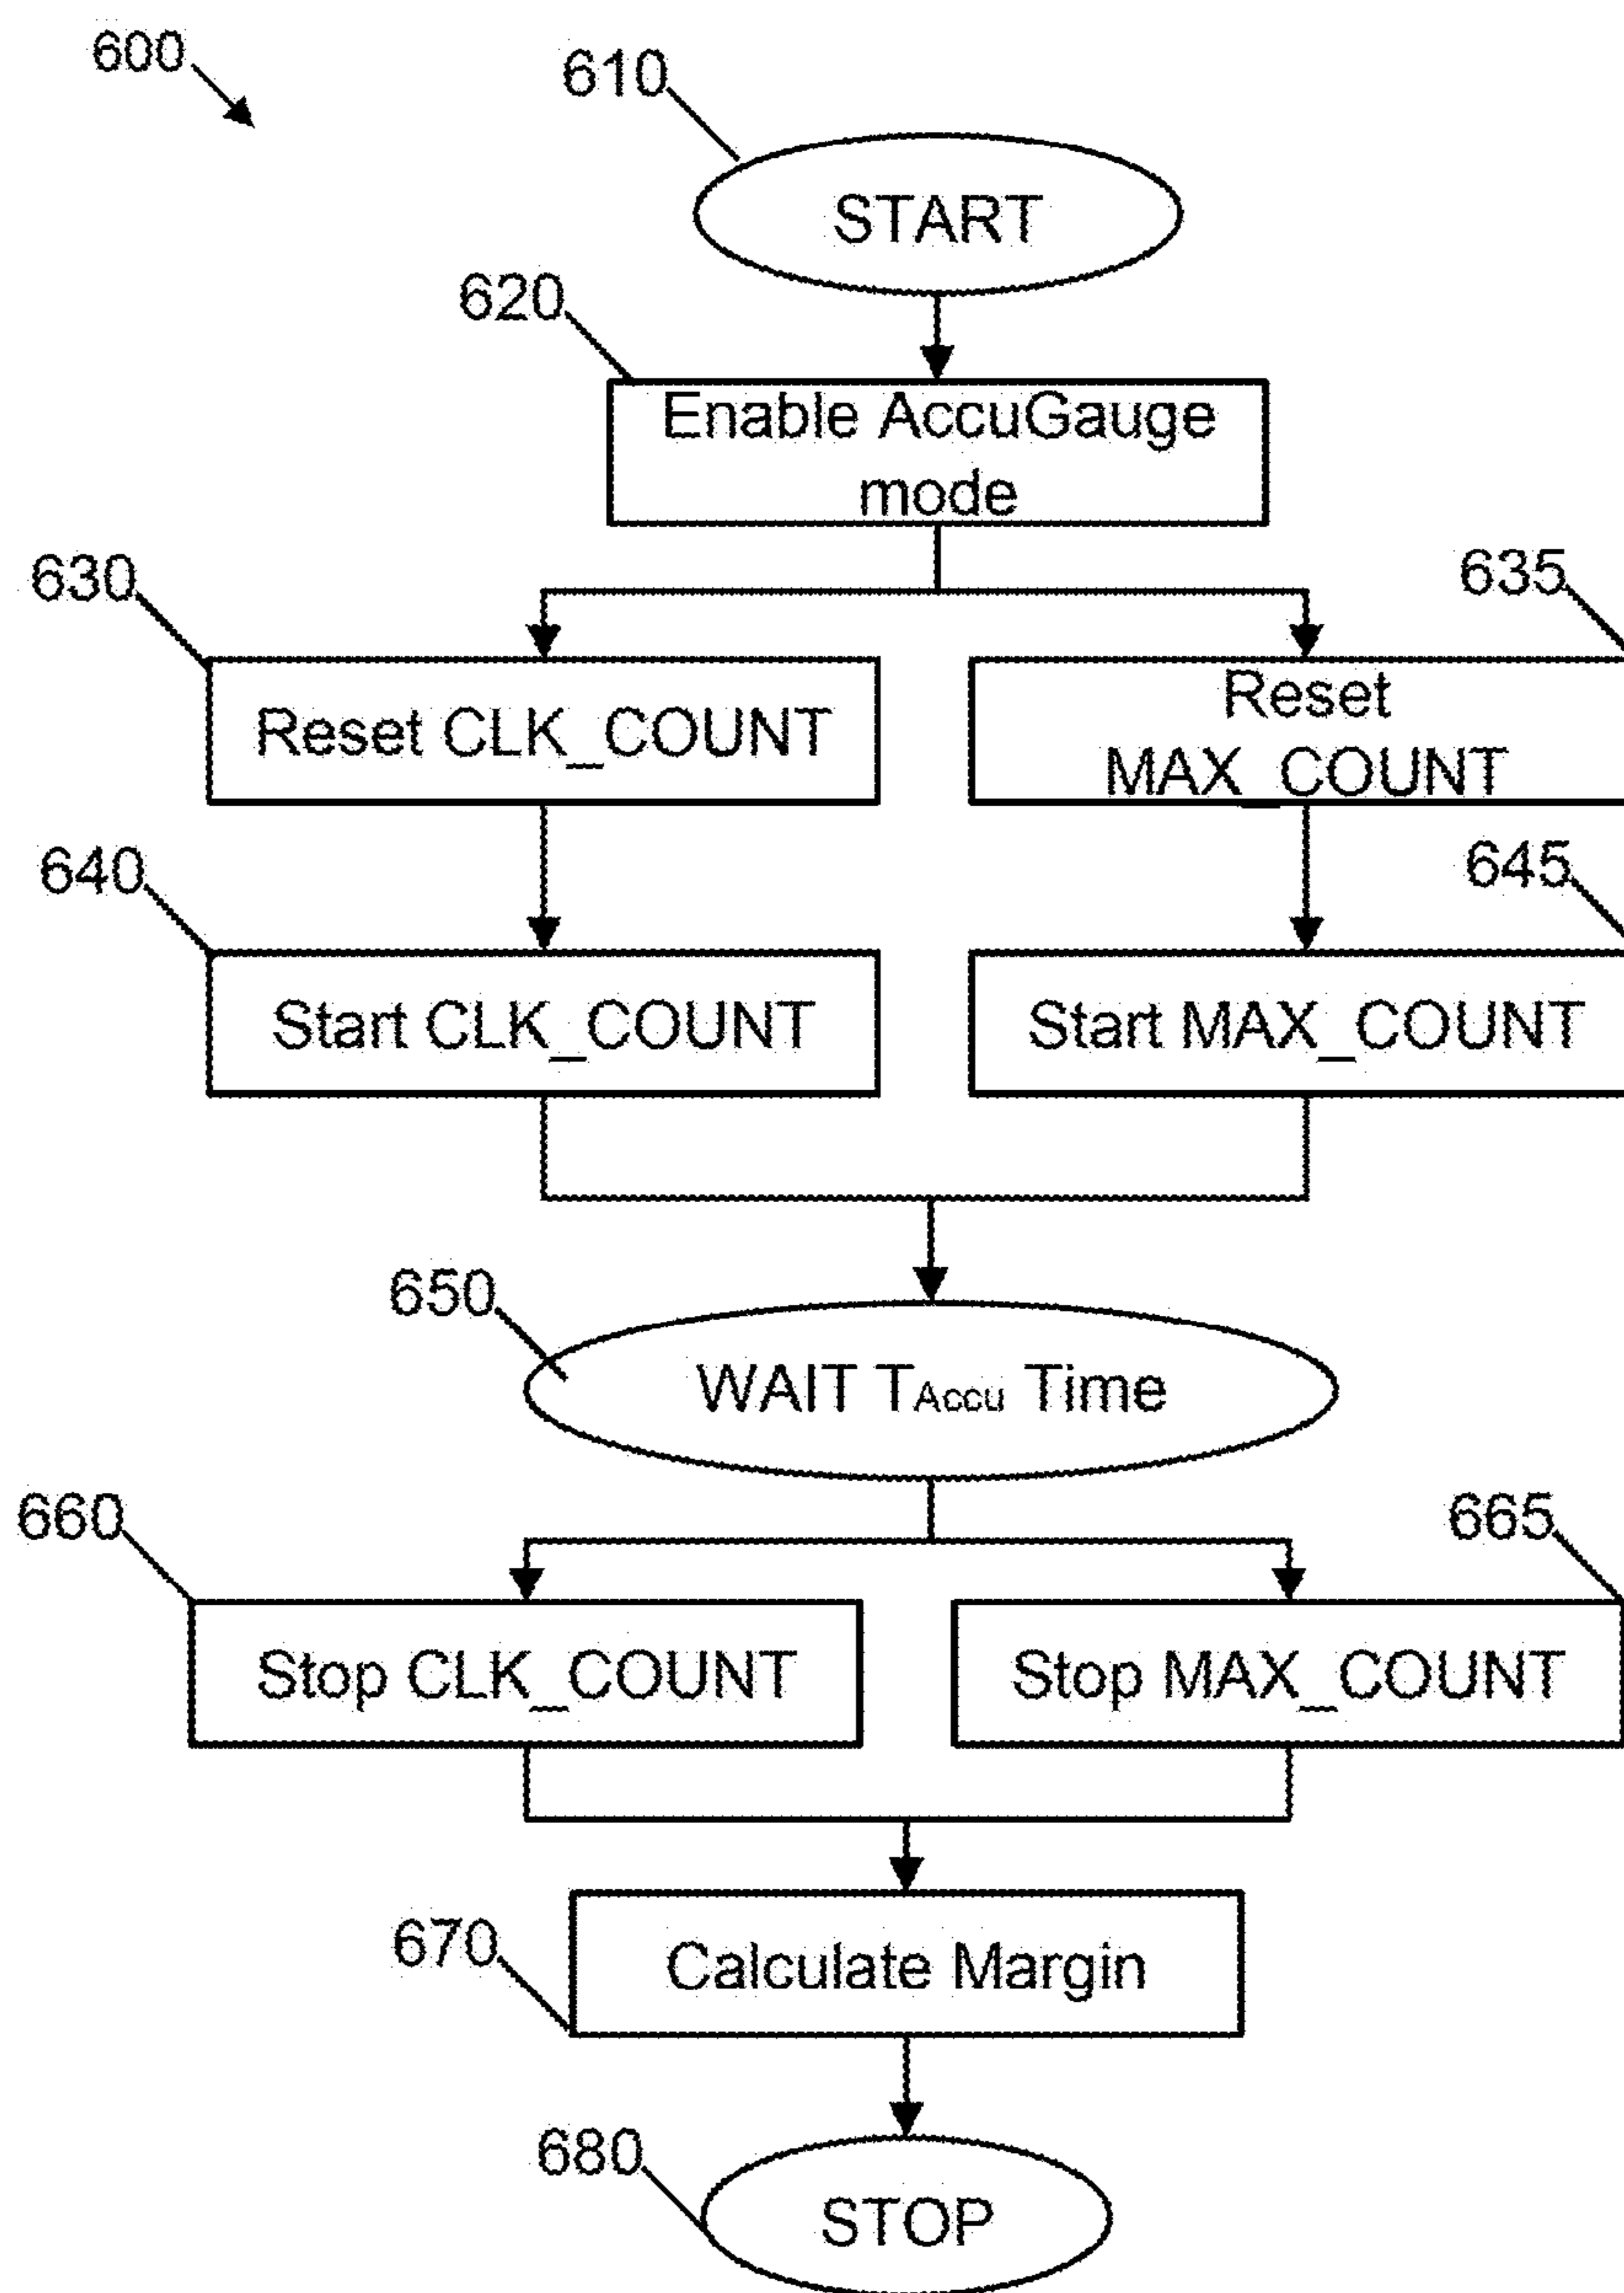 600
610
START
620
Enable AccuGauge
mode
630
635
Reset CLK_COUNT
Reset
MAX_COUNT
640
645
Start CLK_COUNT
Start MAX_COUNT
650
WAIT TAccu Time
660
665
Stop CLK_COUNT
Stop MAX_COUNT
670
Calculate Margin
680
STOP